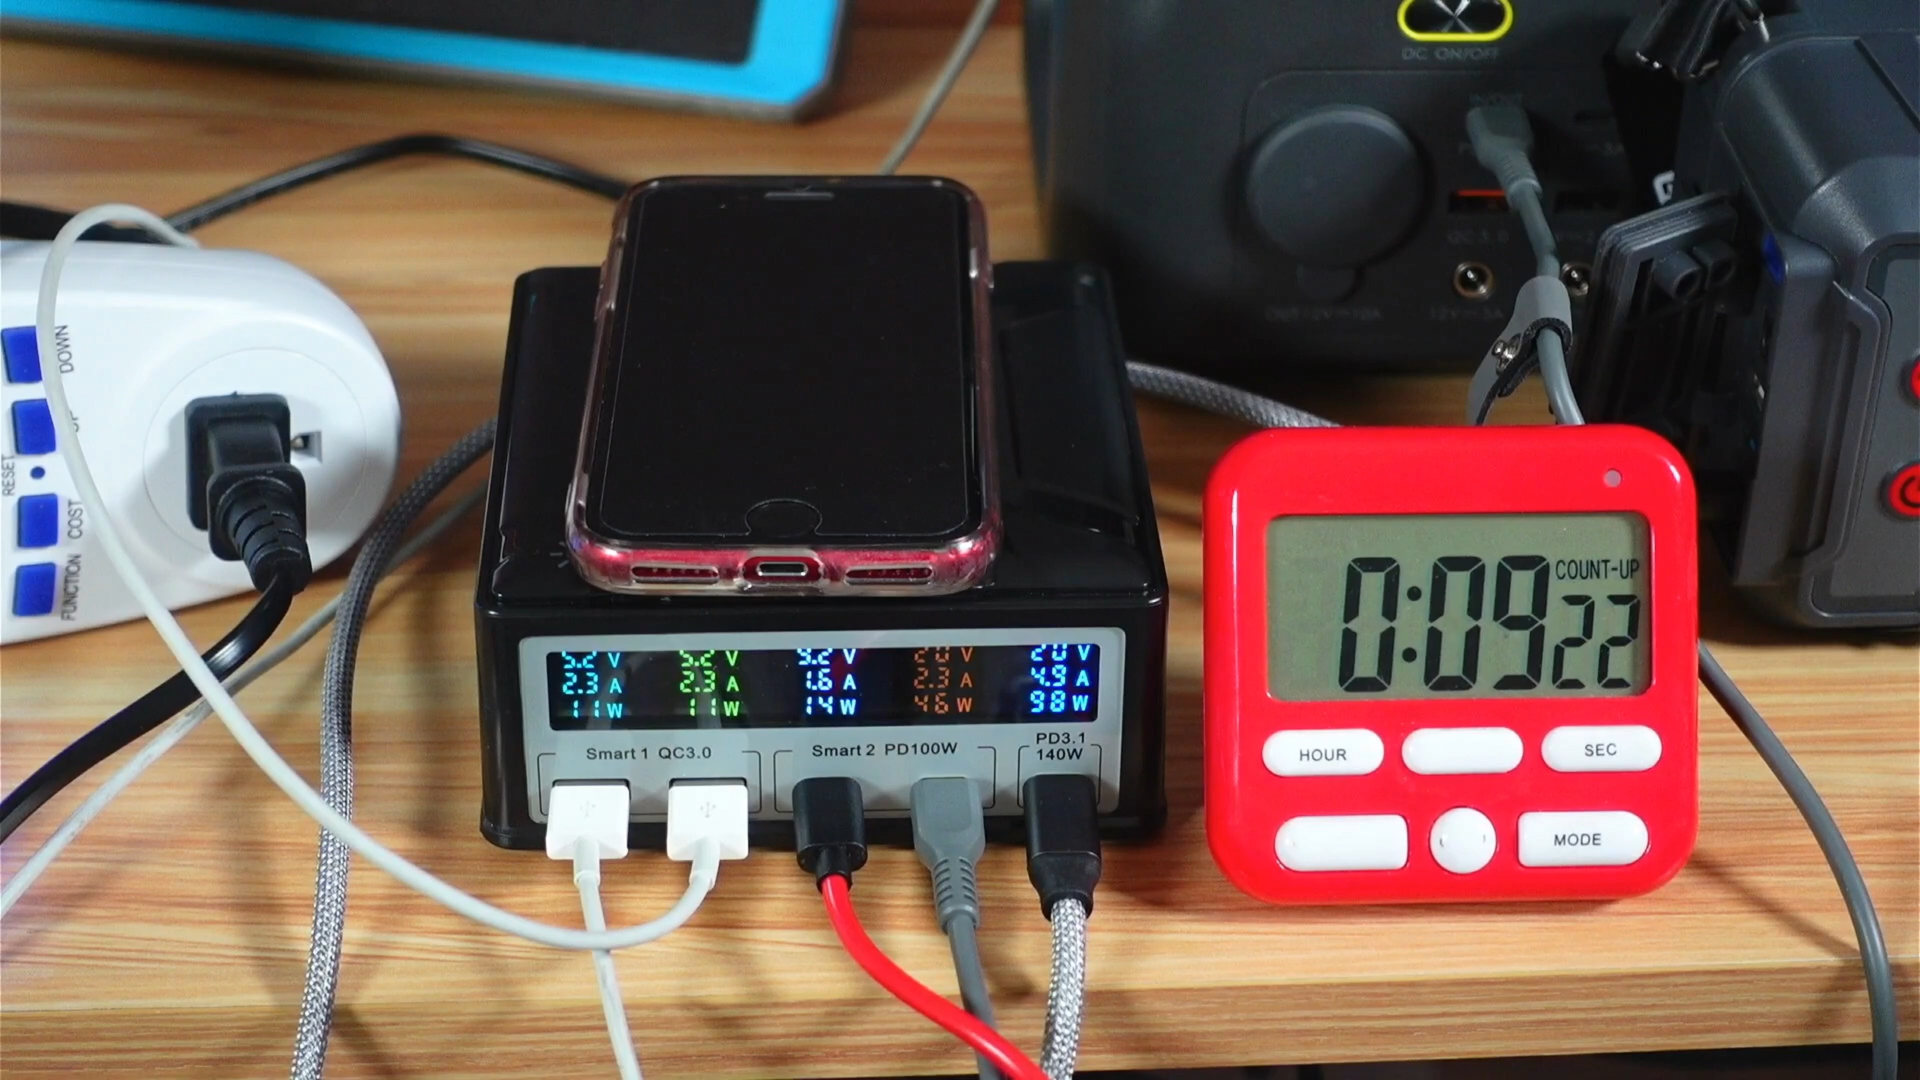 DC ON/OFF
QC3.0
DOWN
RESET
COST
FUNCTION
5.2 V 5.2 V 9.2 V 20 V 20 V
2.3 A 2.3 A 1.6 A 2.3 A 4.9 A
11 W 11 W 14 W 46 W 98 W
Smart 1 QC3.0
Smart 2 PD100W
PD3.1
140W
COUNT-UP
0:09 22
HOUR
SEC
MODE